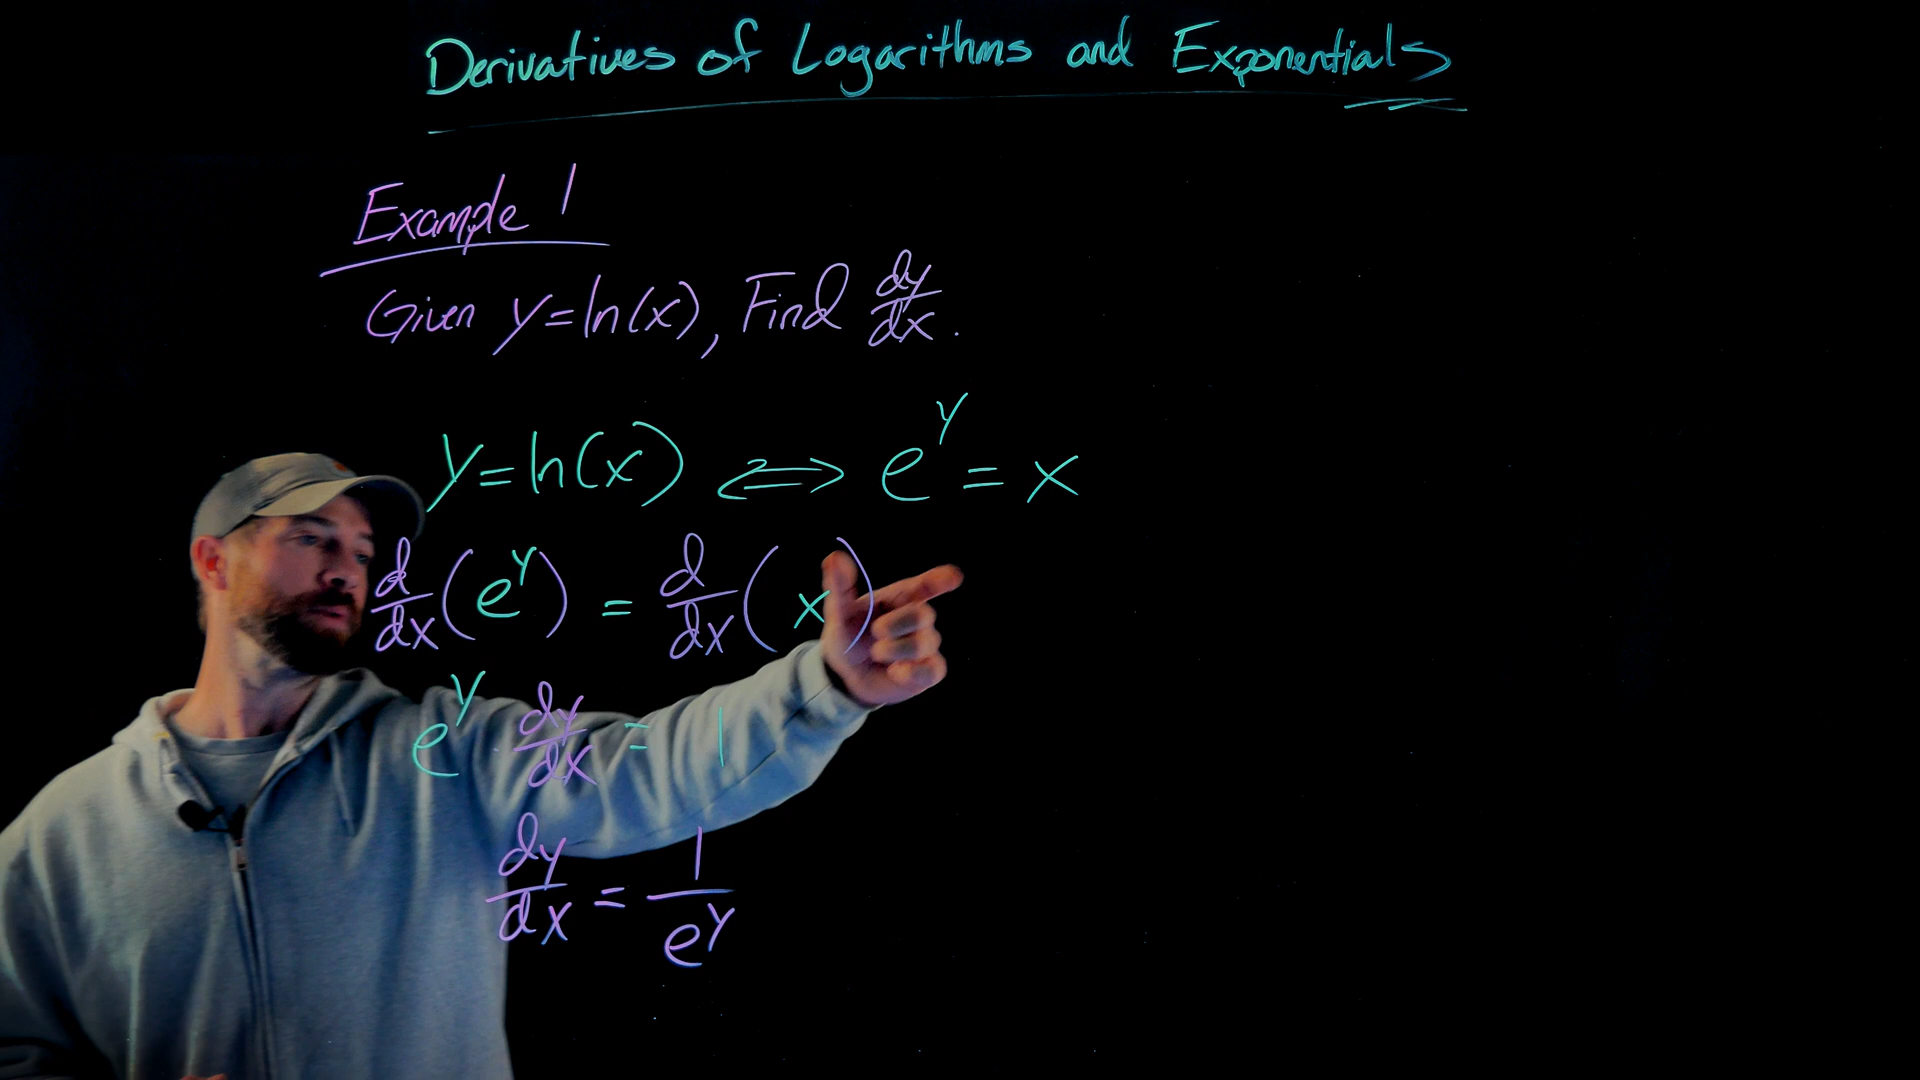 Derivatives of Logarithms and Exponentials
Example 1
Given y=ln(x), Find dy/dx.
y=ln(x) ⟺ e^y = x
d/dx(e^y) = d/dx(x)
e^y · dy/dx = 1
dy/dx = 1/e^y